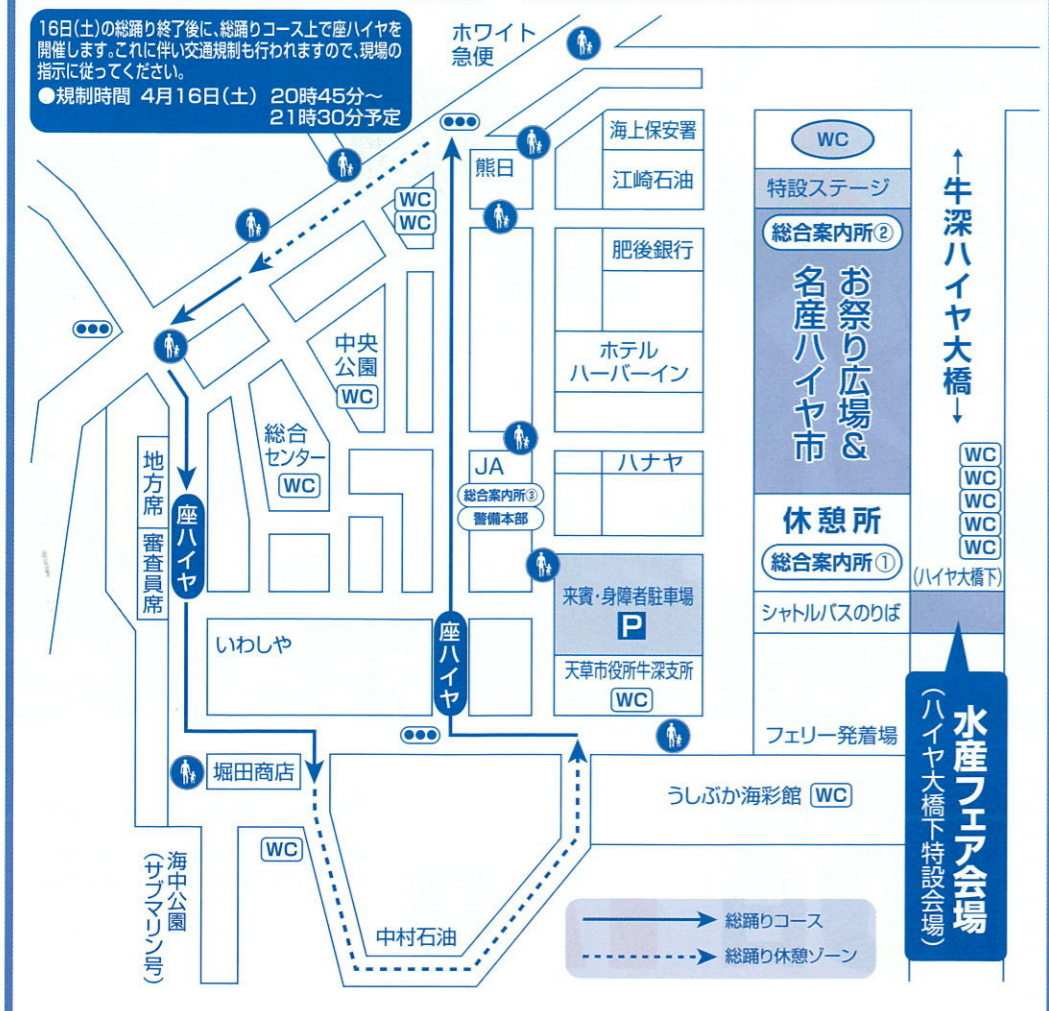 16日(土)の総踊り終了後に、総踊りコース上で座ハイヤを
開催します。これに伴い交通規制も行われますので、現場の
指示に従ってください。
●規制時間 4月16日(土) 20時45分～
21時30分予定
ホワイト
急便
海上保安署
熊日
江崎石油
WC
WC
肥後銀行
中央
公園
WC
ホテル
ハーバーイン
総合
センター
WC
JA
総合案内所③
警備本部
ハナヤ
地方席
審査員席
座ハイヤ
座ハイヤ
いわしや
来賓・身障者駐車場
P
天草市役所牛深支所
WC
堀田商店
WC
海中公園
(サブマリン号)
中村石油
うしぶか海彩館 WC
WC
特設ステージ
総合案内所②
お祭り広場&
名産ハイヤ市
休憩所
総合案内所①
シャトルバスのりば
フェリー発着場
←牛深ハイヤ大橋→
WC
WC
WC
WC
WC
(ハイヤ大橋下)
水産フェア会場
(ハイヤ大橋下特設会場)
総踊りコース
総踊り休憩ゾーン